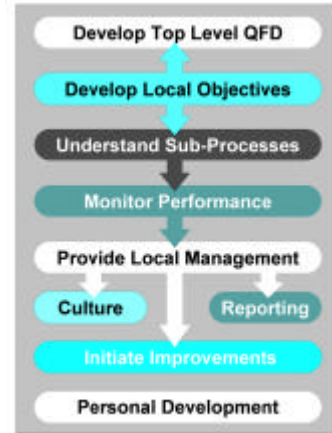 Develop Top Level QFD
Develop Local Objectives
Understand Sub-Processes
Monitor Performance
Provide Local Management
Culture
Reporting
Initiate Improvements
Personal Development